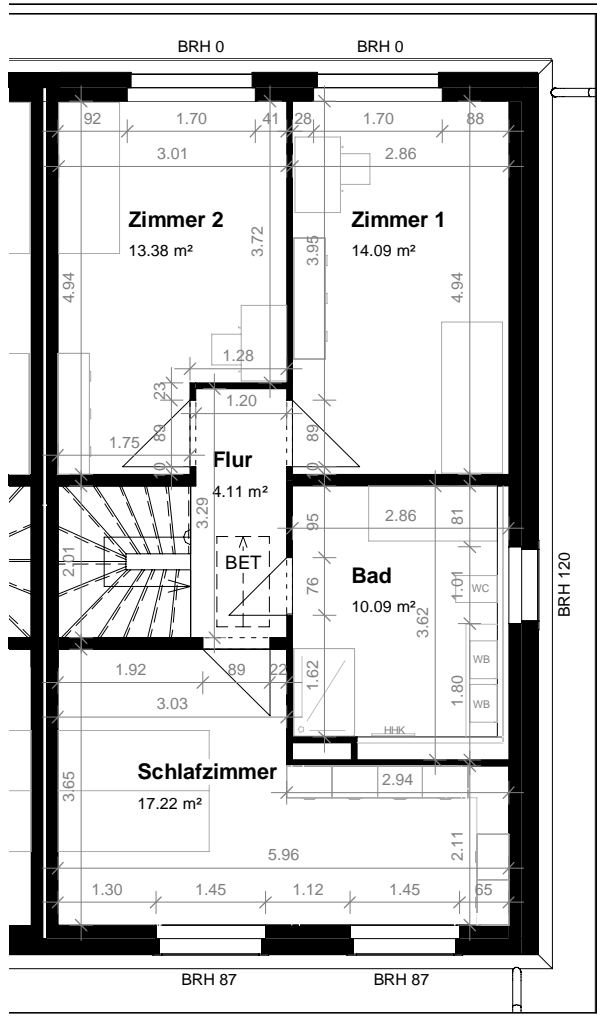 BRH 0 BRH 0
92 1.70 41 28 1.70 88
3.01 2.86
Zimmer 2 Zimmer 1
13.38 m² 14.09 m²
3.72 3.95
4.94 4.94
1.28
23 1.20
89 89
1.75
10 10
Flur
4.11 m²
3.29
95 2.86 81
2.01
BET
76
Bad
10.09 m²
3.62
1.01
WC
BRH 120
WB
1.62
1.80
WB
HHK
1.92 89 22
3.03
Schlafzimmer
17.22 m²
3.65
2.94
2.11
5.96
1.30 1.45 1.12 1.45 65
BRH 87 BRH 87